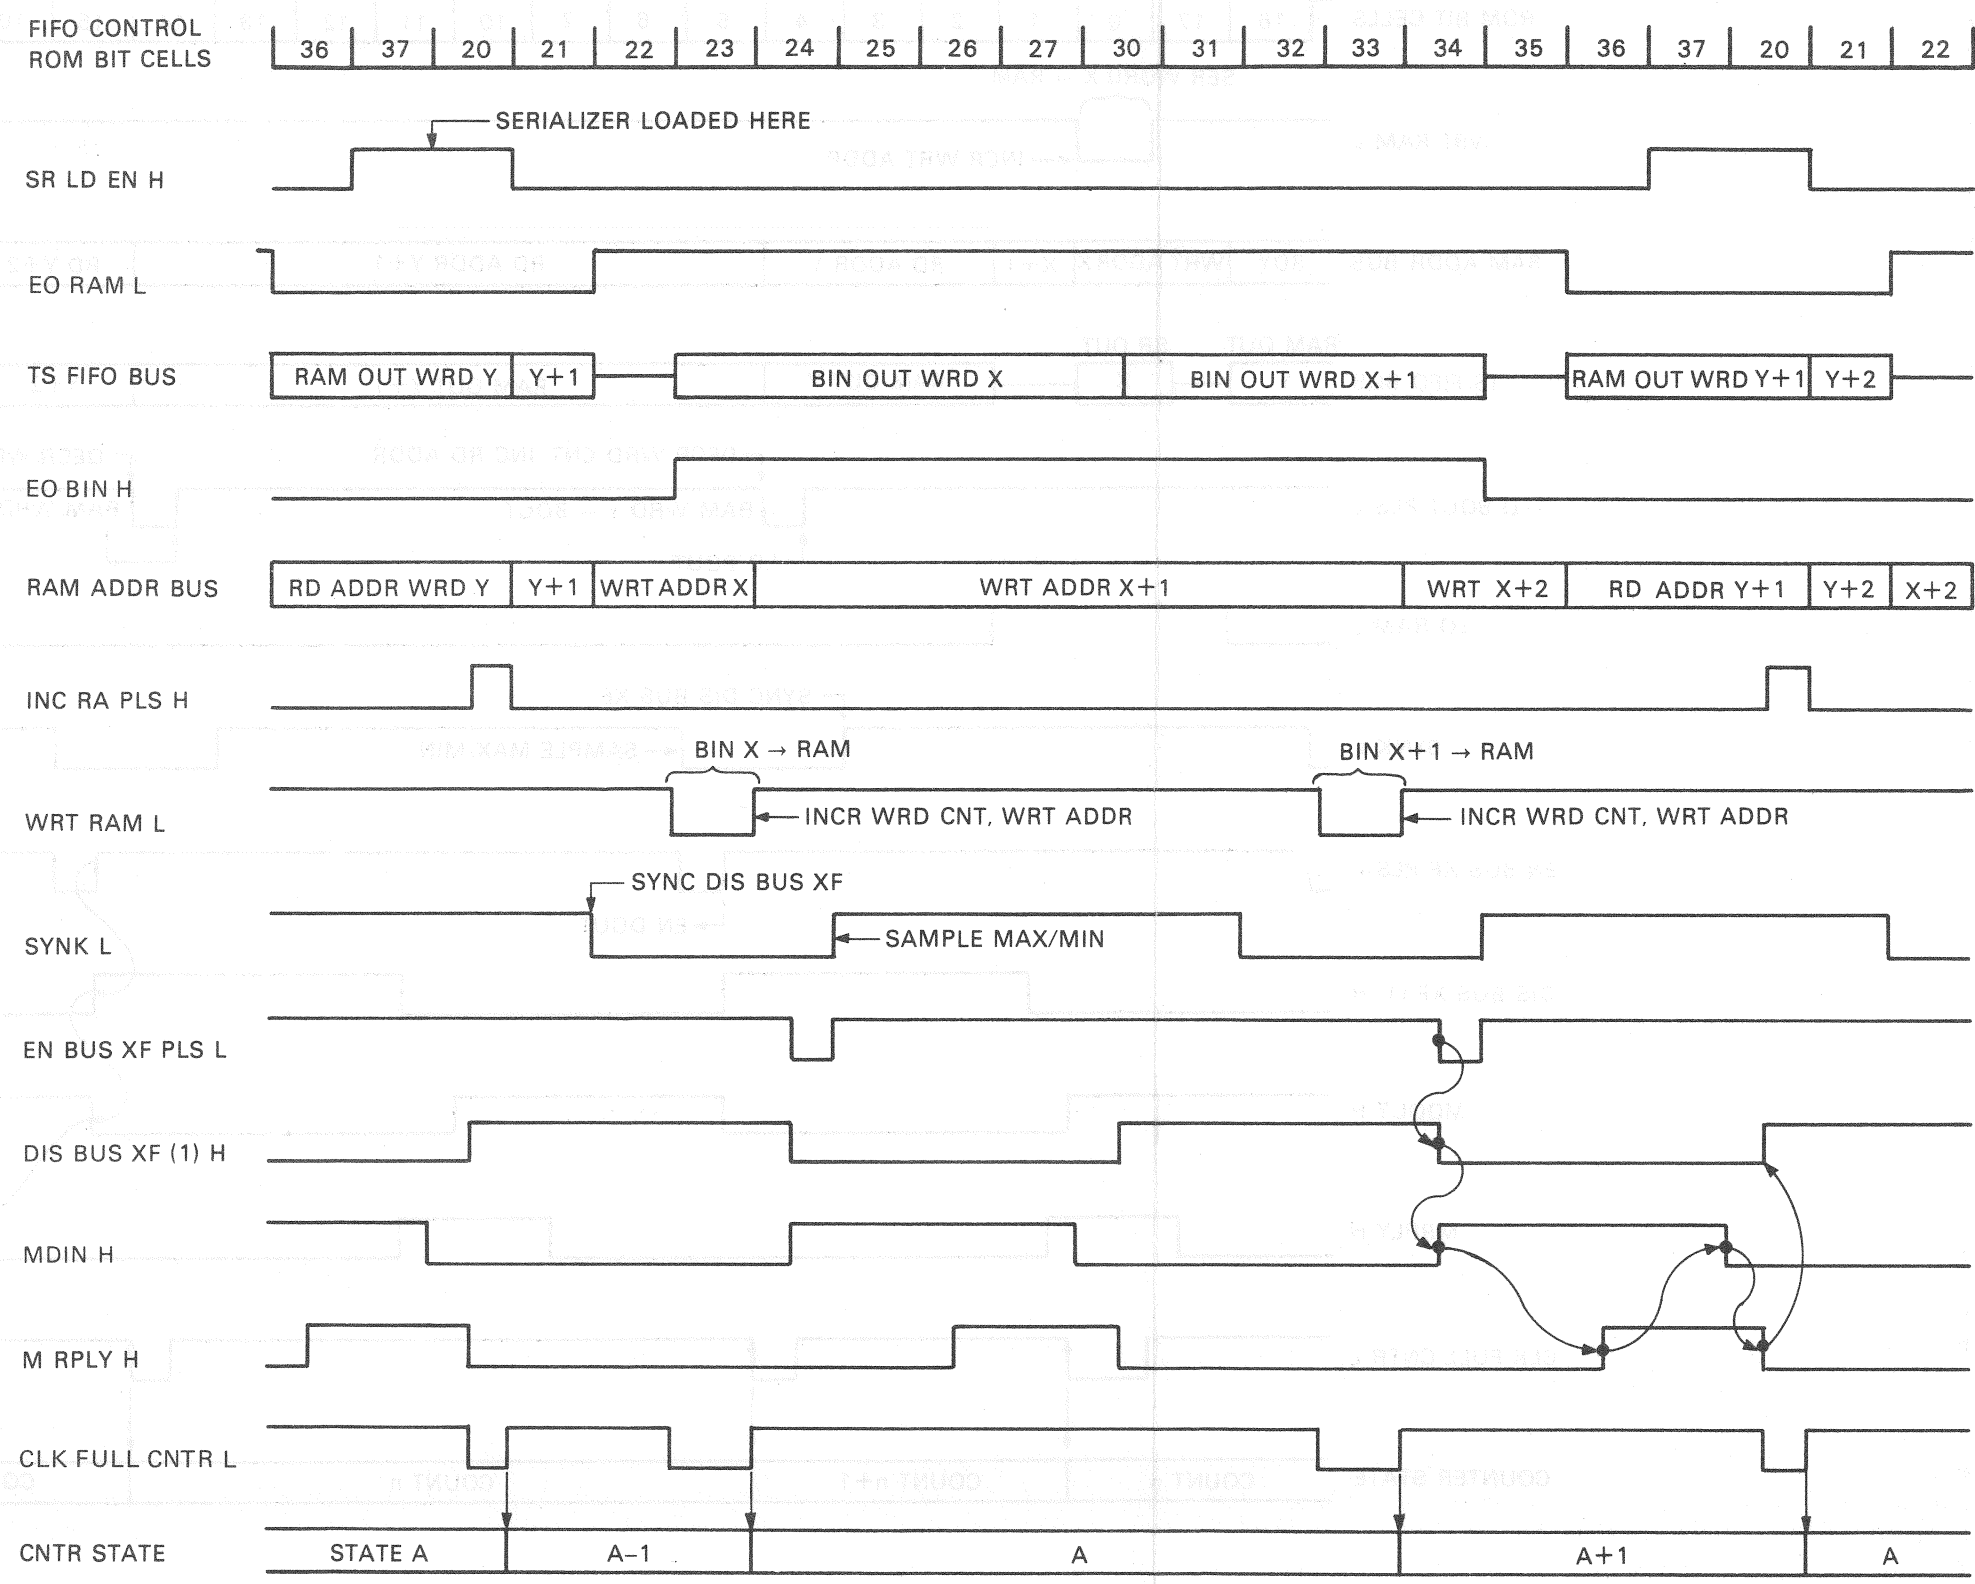 FIFO CONTROL
ROM BIT CELLS
36 37 20 21 22 23 24 25 26 27 30 31 32 33 34 35 36 37 20 21 22
SERIALIZER LOADED HERE
SR LD EN H
EO RAM L
TS FIFO BUS
RAM OUT WRD Y Y+1 BIN OUT WRD X BIN OUT WRD X+1 RAM OUT WRD Y+1 Y+2
EO BIN H
RAM ADDR BUS
RD ADDR WRD Y Y+1 WRT ADDR X WRT ADDR X+1 WRT X+2 RD ADDR Y+1 Y+2 X+2
INC RA PLS H
BIN X → RAM BIN X+1 → RAM
WRT RAM L
INCR WRD CNT, WRT ADDR INCR WRD CNT, WRT ADDR
SYNC DIS BUS XF
SYNK L
SAMPLE MAX/MIN
EN BUS XF PLS L
DIS BUS XF (1) H
MDIN H
M RPLY H
CLK FULL CNTR L
CNTR STATE
STATE A A–1 A A+1 A